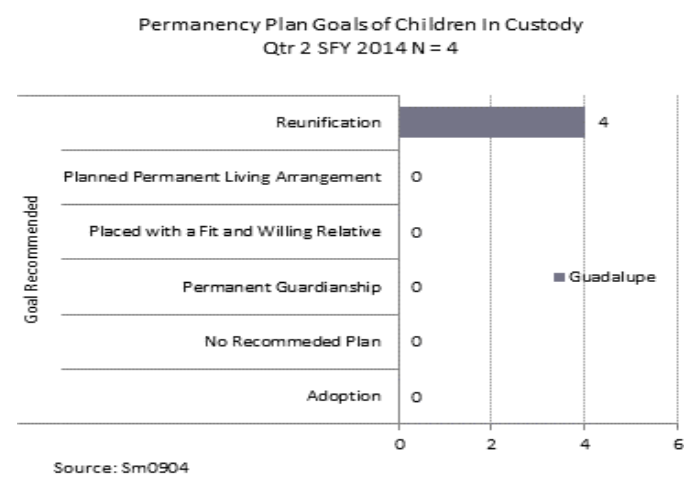 Permanency Plan Goals of Children In Custody
Qtr 2 SFY 2014 N = 4
Goal Recommended
Reunification 4
Planned Permanent Living Arrangement 0
Placed with a Fit and Willing Relative 0
Permanent Guardianship 0
No Recommeded Plan 0
Adoption 0
Guadalupe
0 2 4 6
Source: Sm0904